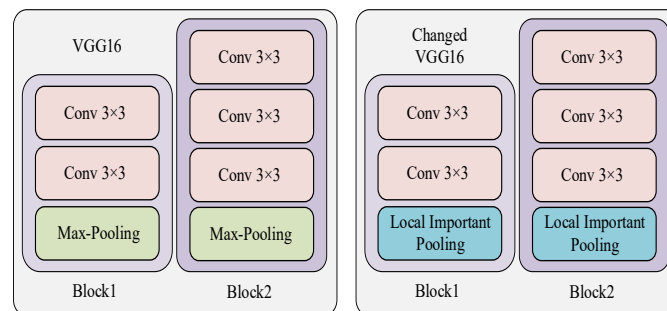 VGG16
Conv 3×3
Conv 3×3
Max-Pooling
Block1
Conv 3×3
Conv 3×3
Conv 3×3
Max-Pooling
Block2
Changed
VGG16
Conv 3×3
Conv 3×3
Local Important
Pooling
Block1
Conv 3×3
Conv 3×3
Conv 3×3
Local Important
Pooling
Block2